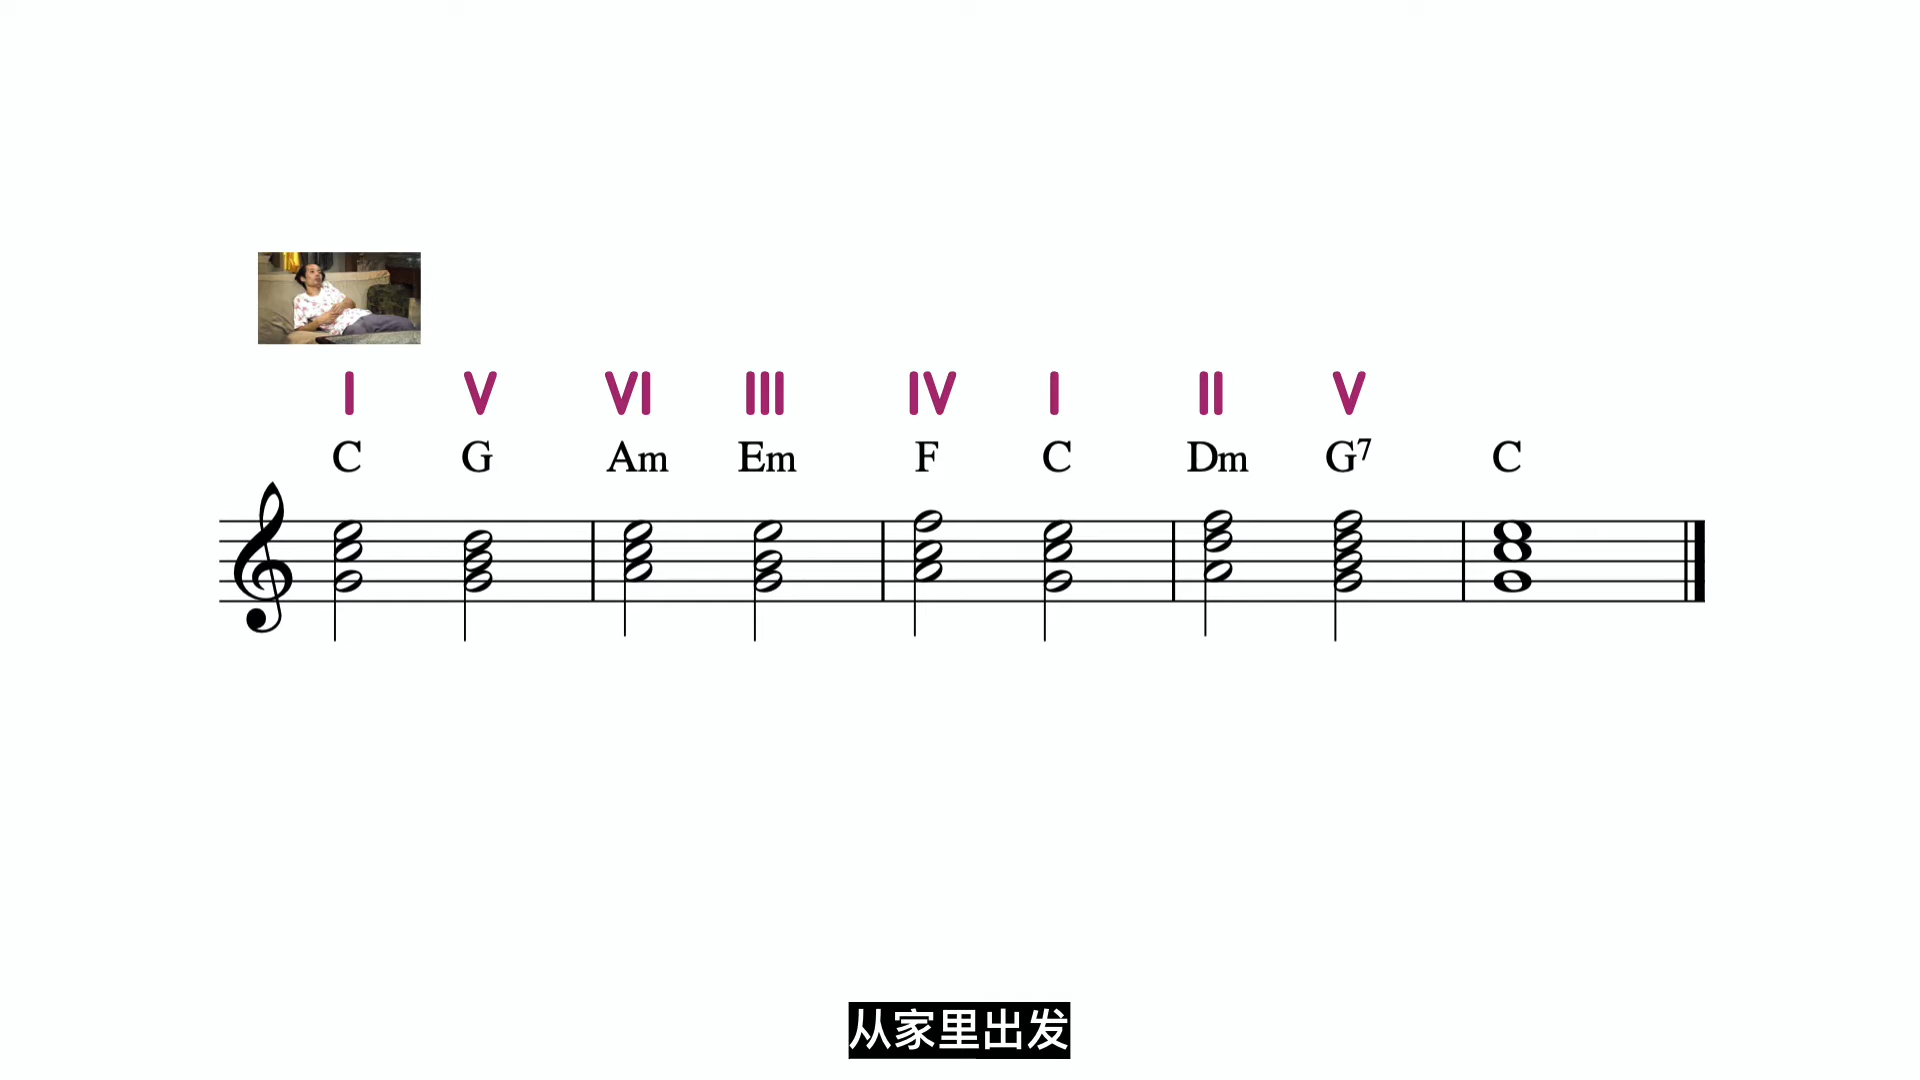 I V VI III IV I II V
C G Am Em F C Dm G7 C
从家里出发